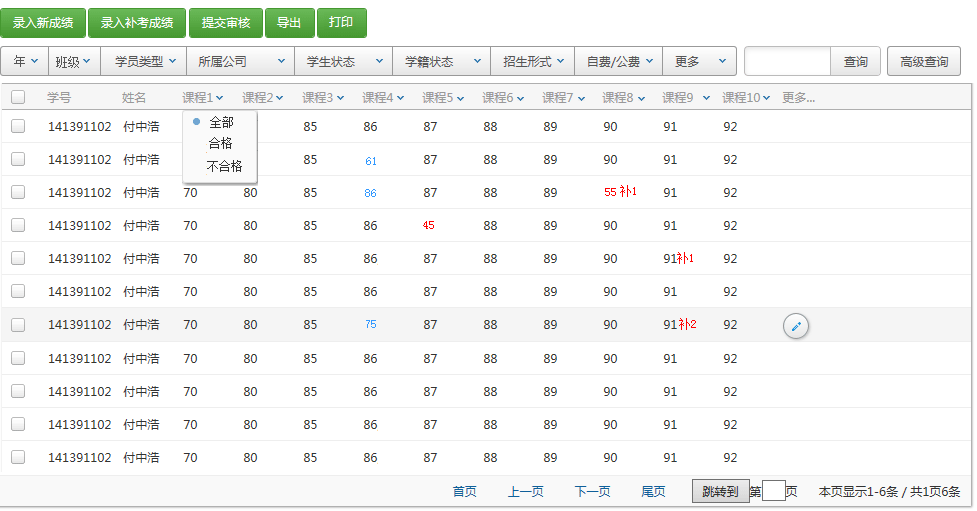 录入新成绩 录入补考成绩 提交审核 导出 打印
年 班级 学员类型 所属公司 学生状态 学籍状态 招生形式 自费/公费 更多 查询 高级查询
学号 姓名 课程1 课程2 课程3 课程4 课程5 课程6 课程7 课程8 课程9 课程10 更多...
141391102 付中浩 85 86 87 88 89 90 91 92
全部
合格
不合格
141391102 付中浩 85 61 87 88 89 90 91 92
141391102 付中浩 70 80 85 86 87 88 89 55 补1 91 92
141391102 付中浩 70 80 85 86 45 88 89 90 91 92
141391102 付中浩 70 80 85 86 87 88 89 90 91补1 92
141391102 付中浩 70 80 85 86 87 88 89 90 91 92
141391102 付中浩 70 80 85 75 87 88 89 90 91补2 92
141391102 付中浩 70 80 85 86 87 88 89 90 91 92
141391102 付中浩 70 80 85 86 87 88 89 90 91 92
141391102 付中浩 70 80 85 86 87 88 89 90 91 92
141391102 付中浩 70 80 85 86 87 88 89 90 91 92
首页 上一页 下一页 尾页 跳转到 第 页 本页显示1-6条 / 共1页6条